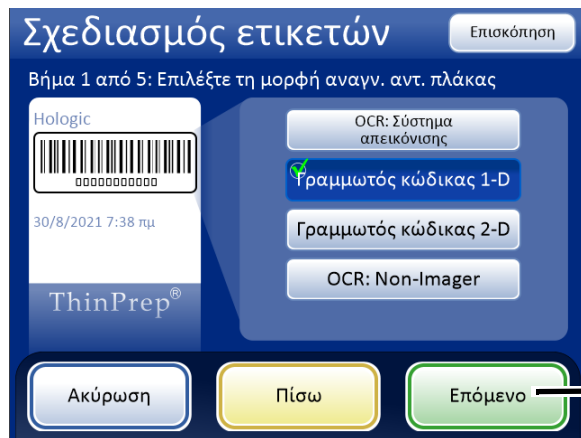 Σχεδιασμός ετικετών
Επισκόπηση
Βήμα 1 από 5: Επιλέξτε τη μορφή αναγν. αντ. πλάκας
Hologic
00000000000
30/8/2021 7:38 πμ
ThinPrep®
OCR: Σύστημα
απεικόνισης
Γραμμωτός κώδικας 1-D
Γραμμωτός κώδικας 2-D
OCR: Non-Imager
Ακύρωση
Πίσω
Επόμενο